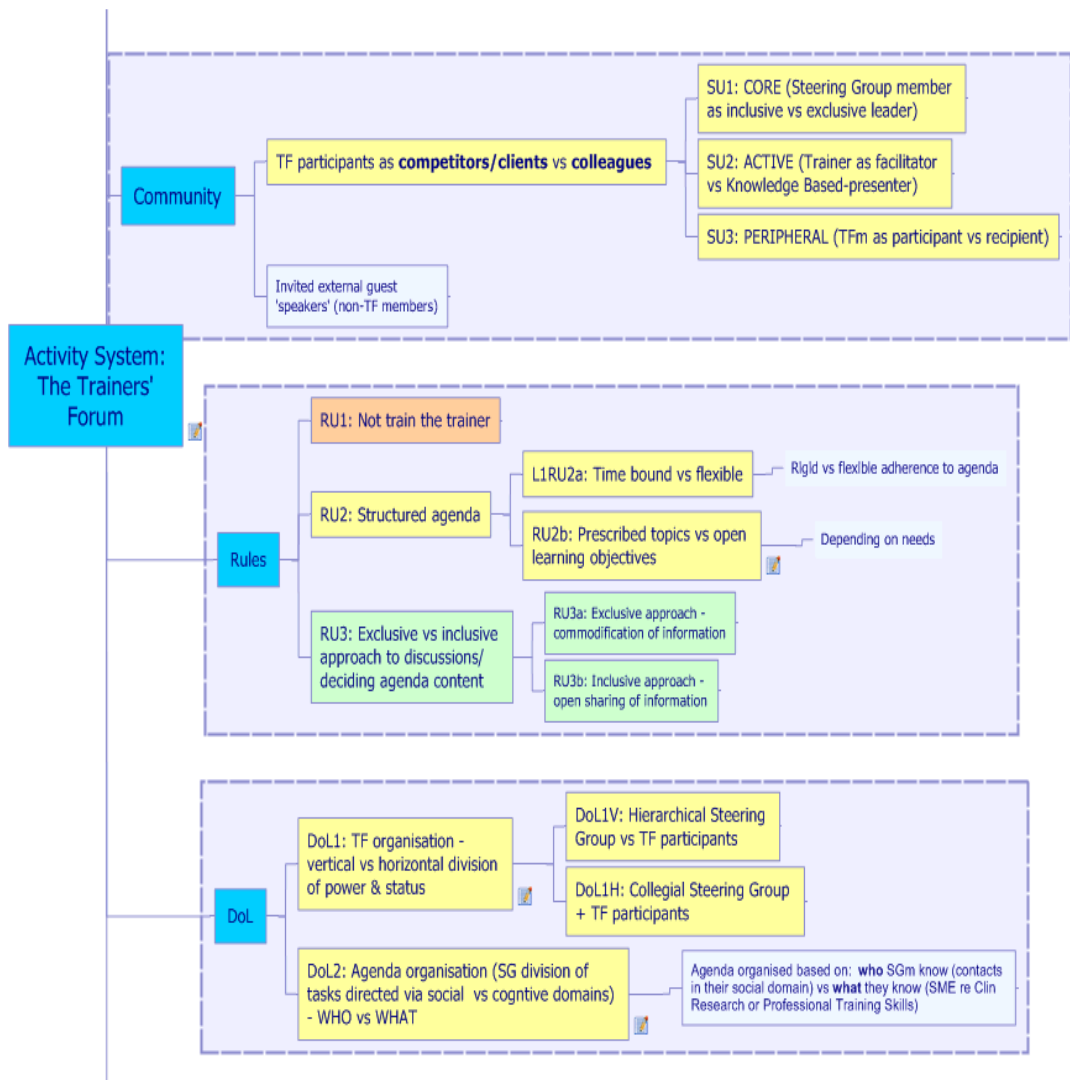 SU1: CORE (Steering Group member
as inclusive vs exclusive leader)
TF participants as competitors/clients vs colleagues
SU2: ACTIVE (Trainer as facilitator
vs Knowledge Based-presenter)
Community
SU3: PERIPHERAL (TFm as participant vs recipient)
Invited external guest
'speakers' (non-TF members)
Activity System:
The Trainers'
Forum
RU1: Not train the trainer
L1RU2a: Time bound vs flexible
Rigid vs flexible adherence to agenda
RU2: Structured agenda
RU2b: Prescribed topics vs open
learning objectives
Depending on needs
Rules
RU3: Exclusive vs inclusive
approach to discussions/
deciding agenda content
RU3a: Exclusive approach -
commodification of information
RU3b: Inclusive approach -
open sharing of information
DoL1: TF organisation -
vertical vs horizontal division
of power & status
DoL1V: Hierarchical Steering
Group vs TF participants
DoL1H: Collegial Steering Group
+ TF participants
DoL
DoL2: Agenda organisation (SG division of
tasks directed via social vs cogntive domains)
- WHO vs WHAT
Agenda organised based on: who SGm know (contacts
in their social domain) vs what they know (SME re Clin
Research or Professional Training Skills)